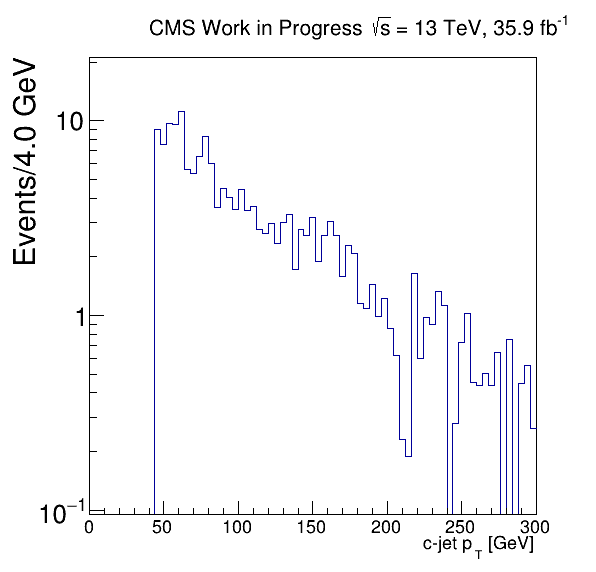 CMS Work in Progress √s = 13 TeV, 35.9 fb⁻¹
Events/4.0 GeV
10
1
10⁻¹
0 50 100 150 200 250 300
c-jet p_T [GeV]